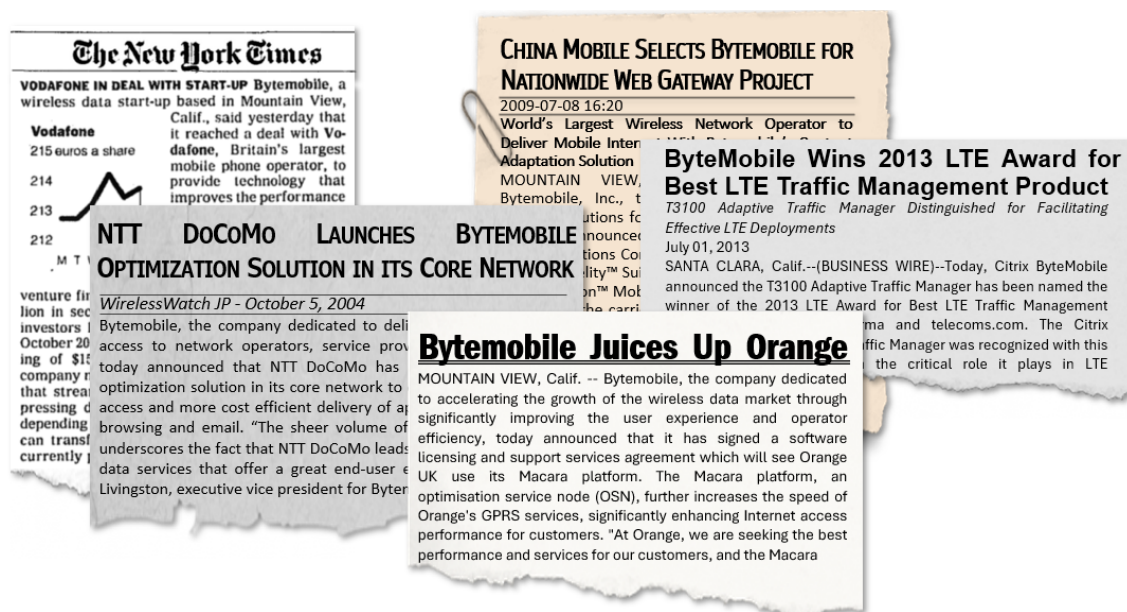 The New York Times
VODAFONE IN DEAL WITH START-UP Bytemobile, a
wireless data start-up based in Mountain View,
Calif., said yesterday that
it reached a deal with Vo-
dafone, Britain's largest
mobile phone operator, to
provide technology that
improves the performance
Vodafone
215 euros a share
214
213
212
M T
venture
lion in
investors
October 20
ing of
company
that
pressing
depending
can
currently
CHINA MOBILE SELECTS BYTEMOBILE FOR
NATIONWIDE WEB GATEWAY PROJECT
2009-07-08 16:20
World's Largest Wireless Network Operator to
Deliver Mobile
Adaptation Solution
MOUNTAIN VIEW,
Bytemobile, Inc.,
ByteMobile Wins 2013 LTE Award for
Best LTE Traffic Management Product
T3100 Adaptive Traffic Manager Distinguished for Facilitating
Effective LTE Deployments
July 01, 2013
SANTA CLARA, Calif.--(BUSINESS WIRE)--Today, Citrix ByteMobile
announced the T3100 Adaptive Traffic Manager has been named the
winner of the 2013 LTE Award for Best LTE Traffic Management
and telecoms.com. The Citrix
Manager was recognized with this
the critical role it plays in LTE
NTT DOCOMO LAUNCHES BYTEMOBILE
OPTIMIZATION SOLUTION IN ITS CORE NETWORK
WirelessWatch JP - October 5, 2004
Bytemobile, the company dedicated to
access to network operators, service
today announced that NTT DoCoMo has
optimization solution in its core network to
access and more cost efficient delivery of
browsing and email. “The sheer volume of
underscores the fact that NTT DoCoMo leads
data services that offer a great end-user
Livingston, executive vice president for
Bytemobile Juices Up Orange
MOUNTAIN VIEW, Calif. -- Bytemobile, the company dedicated
to accelerating the growth of the wireless data market through
significantly improving the user experience and operator
efficiency, today announced that it has signed a software
licensing and support services agreement which will see Orange
UK use its Macara platform. The Macara platform, an
optimisation service node (OSN), further increases the speed of
Orange's GPRS services, significantly enhancing Internet access
performance for customers. "At Orange, we are seeking the best
performance and services for our customers, and the Macara